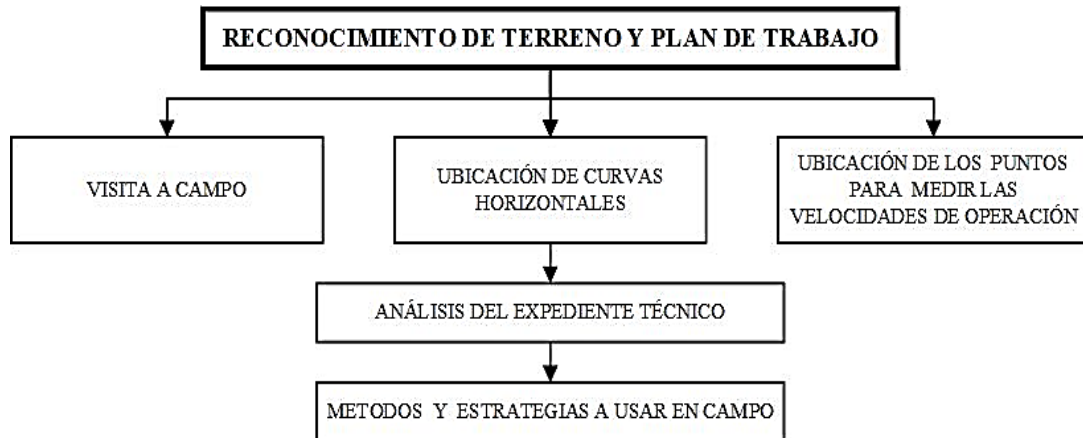 RECONOCIMIENTO DE TERRENO Y PLAN DE TRABAJO
VISITA A CAMPO
UBICACIÓN DE CURVAS
HORIZONTALES
UBICACIÓN DE LOS PUNTOS
PARA MEDIR LAS
VELOCIDADES DE OPERACIÓN
ANÁLISIS DEL EXPEDIENTE TÉCNICO
METODOS Y ESTRATEGIAS A USAR EN CAMPO